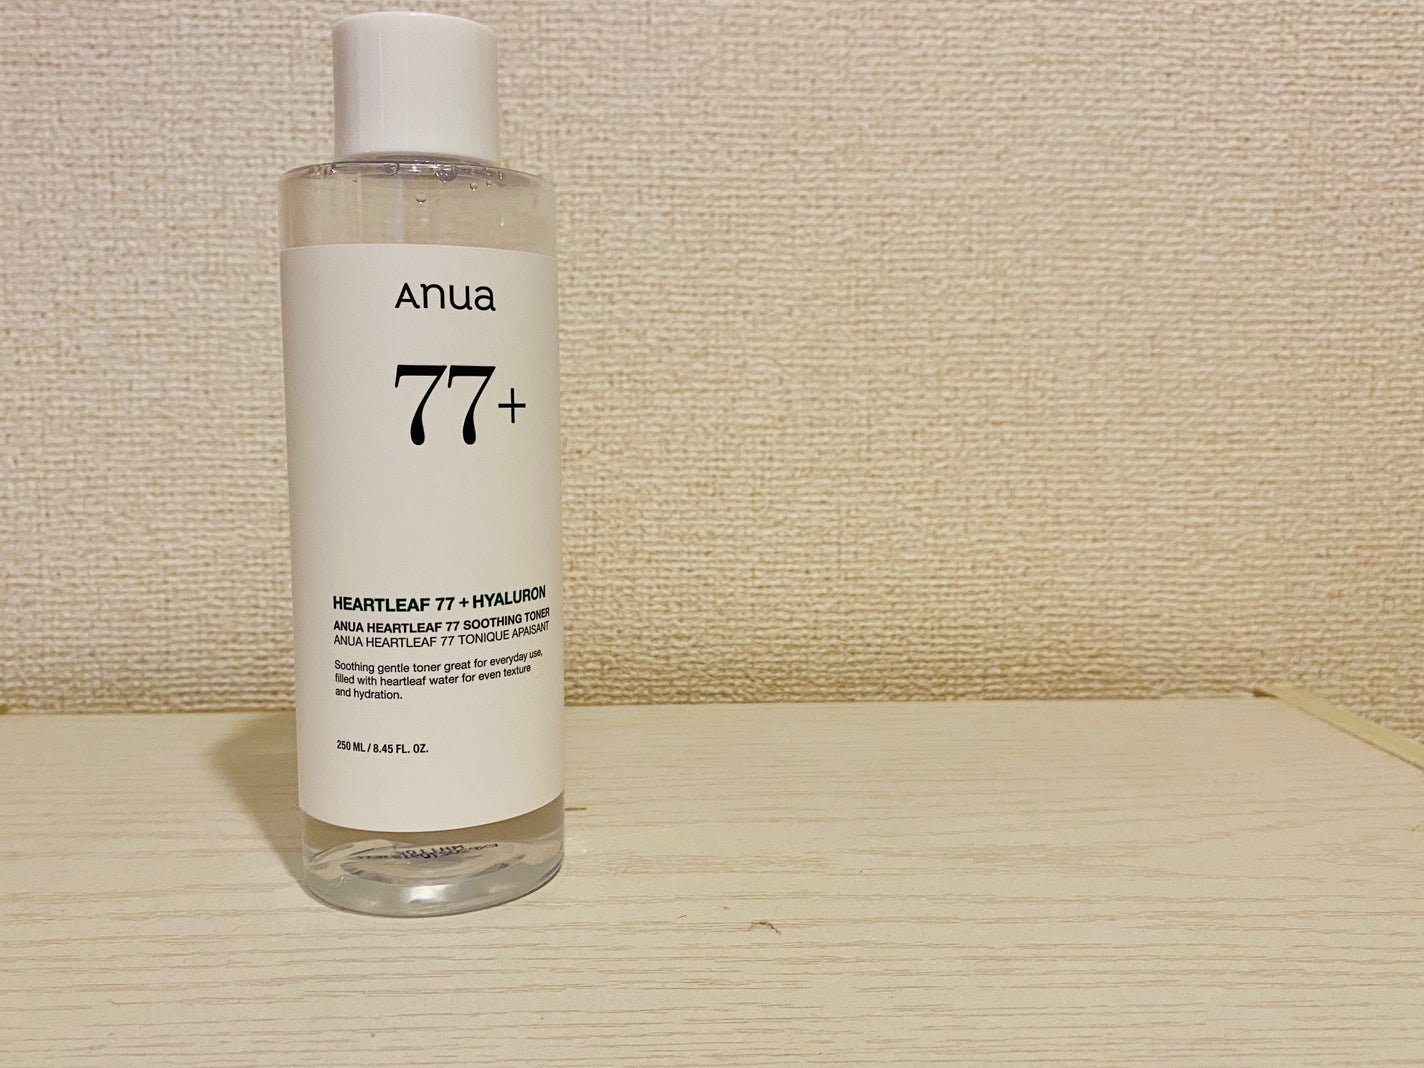 Anua
77+
HEARTLEAF 77 + HYALURON
ANUA HEARTLEAF 77 SOOTHING TONER
ANUA HEARTLEAF 77 TONIQUE APAISANT
Soothing gentle toner great for everyday use,
filled with heartleaf water for even texture
and hydration.
250 ML / 8.45 FL. OZ.